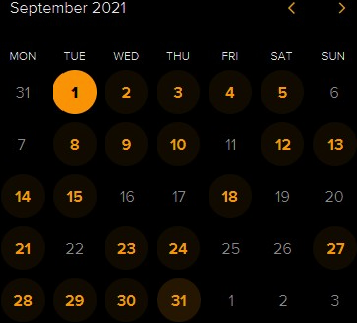 September 2021
MON TUE WED THU FRI SAT SUN
31 1 2 3 4 5 6
7 8 9 10 11 12 13
14 15 16 17 18 19 20
21 22 23 24 25 26 27
28 29 30 31 1 2 3